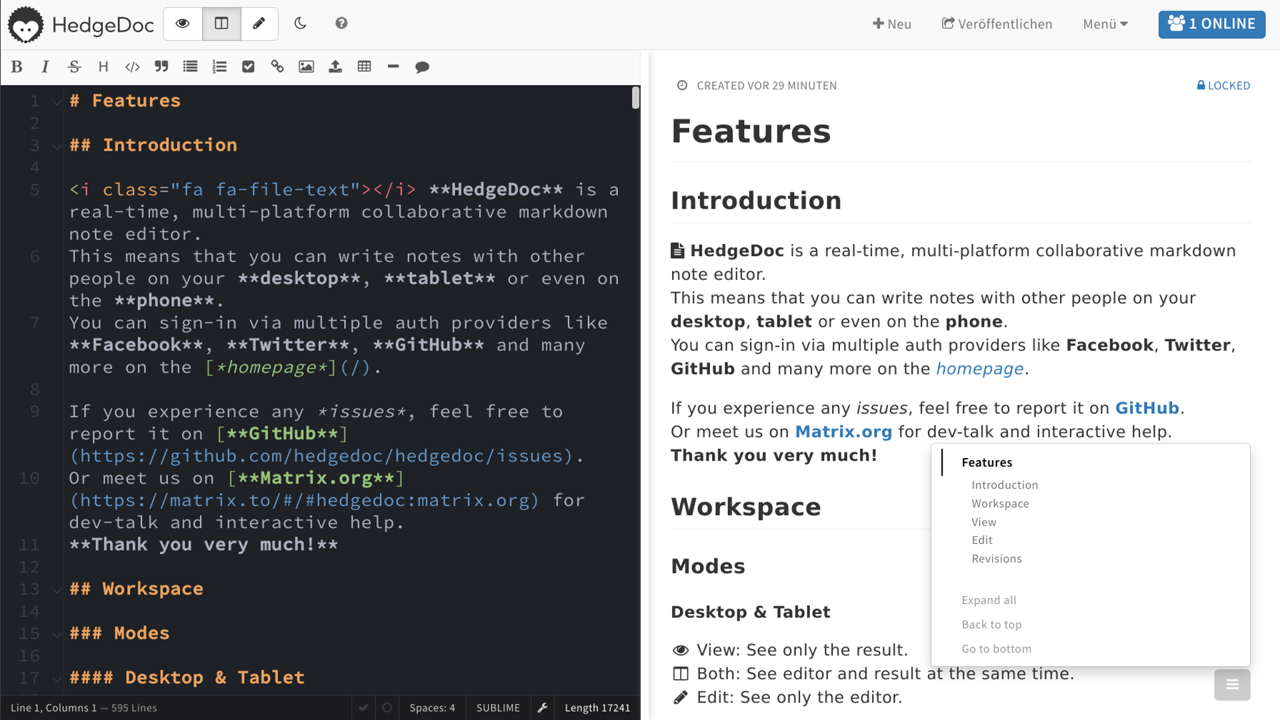 HedgeDoc
Neu
Veröffentlichen
Menü
1 ONLINE
B I S H
1 # Features
2
3 ## Introduction
4
5 <i class="fa fa-file-text"></i> **HedgeDoc** is a
real-time, multi-platform collaborative markdown
note editor.
6 This means that you can write notes with other
people on your **desktop**, **tablet** or even on
the **phone**.
7 You can sign-in via multiple auth providers like
**Facebook**, **Twitter**, **GitHub** and many
more on the [*homepage*](/).
8
9 If you experience any *issues*, feel free to
report it on [**GitHub**]
(https://github.com/hedgedoc/hedgedoc/issues).
10 Or meet us on [**Matrix.org**]
(https://matrix.to/#/#hedgedoc:matrix.org) for
dev-talk and interactive help.
11 **Thank you very much!**
12
13 ## Workspace
14
15 ### Modes
16
17 #### Desktop & Tablet
Line 1, Columns 1 — 595 Lines
Spaces: 4
SUBLIME
Length 17241
CREATED VOR 29 MINUTEN
LOCKED
Features
Introduction
HedgeDoc is a real-time, multi-platform collaborative markdown
note editor.
This means that you can write notes with other people on your
desktop, tablet or even on the phone.
You can sign-in via multiple auth providers like Facebook, Twitter,
GitHub and many more on the homepage.
If you experience any issues, feel free to report it on GitHub.
Or meet us on Matrix.org for dev-talk and interactive help.
Thank you very much!
Workspace
Modes
Desktop & Tablet
View: See only the result.
Both: See editor and result at the same time.
Edit: See only the editor.
Features
Introduction
Workspace
View
Edit
Revisions
Expand all
Back to top
Go to bottom